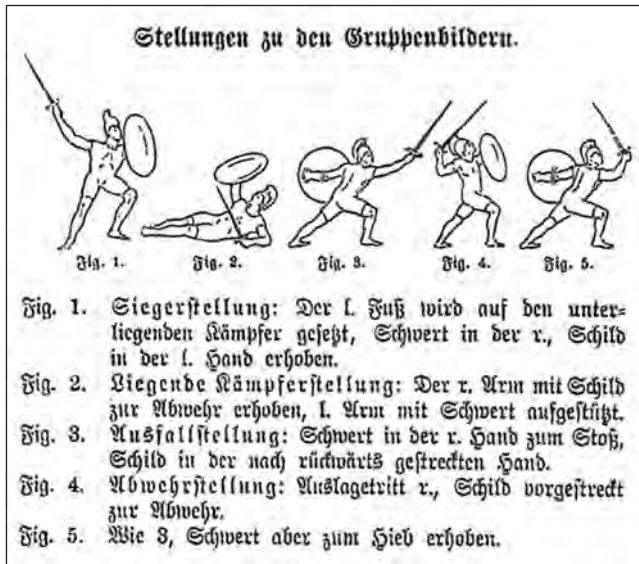 Stellungen zu den Gruppenbildern.
Fig. 1. Fig. 2. Fig. 3. Fig. 4. Fig. 5.
Fig. 1. Siegerstellung: Der l. Fuß wird auf den unter-
liegenden Kämpfer gesetzt, Schwert in der r., Schild
in der l. Hand erhoben.
Fig. 2. Liegende Kämpferstellung: Der r. Arm mit Schild
zur Abwehr erhoben, l. Arm mit Schwert aufgestützt.
Fig. 3. Ausfallstellung: Schwert in der r. Hand zum Stoß,
Schild in der nach rückwärts gestreckten Hand.
Fig. 4. Abwehrstellung: Auslagetritt r., Schild vorgestreckt
zur Abwehr.
Fig. 5. Wie 3, Schwert aber zum Hieb erhoben.